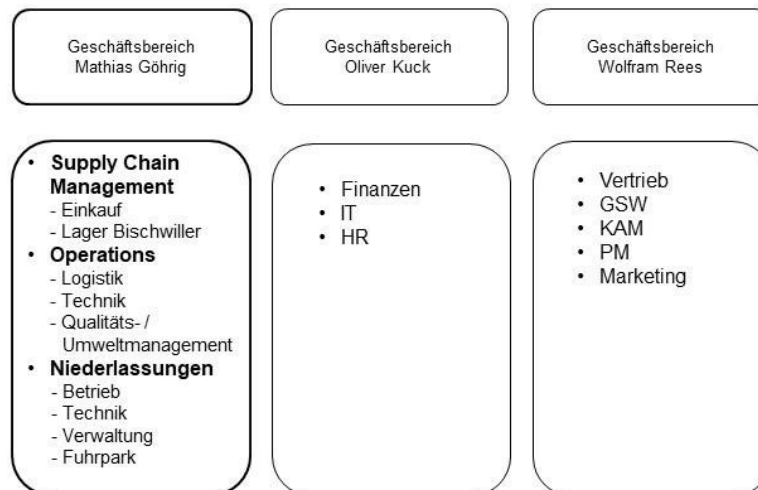 Geschäftsbereich
Mathias Göhrig
Geschäftsbereich
Oliver Kuck
Geschäftsbereich
Wolfram Rees
• Supply Chain
Management
- Einkauf
- Lager Bischwiller
• Operations
- Logistik
- Technik
- Qualitäts- /
Umweltmanagement
• Niederlassungen
- Betrieb
- Technik
- Verwaltung
- Fuhrpark
• Finanzen
• IT
• HR
• Vertrieb
• GSW
• KAM
• PM
• Marketing